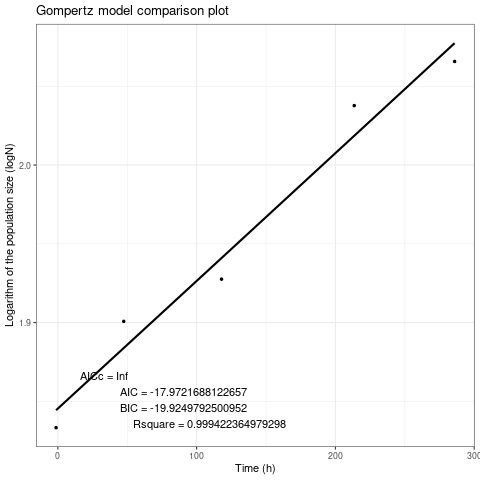 Gompertz model comparison plot
Logarithm of the population size (logN)
2.0
1.9
AICc = Inf
AIC = -17.9721688122657
BIC = -19.9249792500952
Rsquare = 0.999422364979298
0 100 200 300
Time (h)